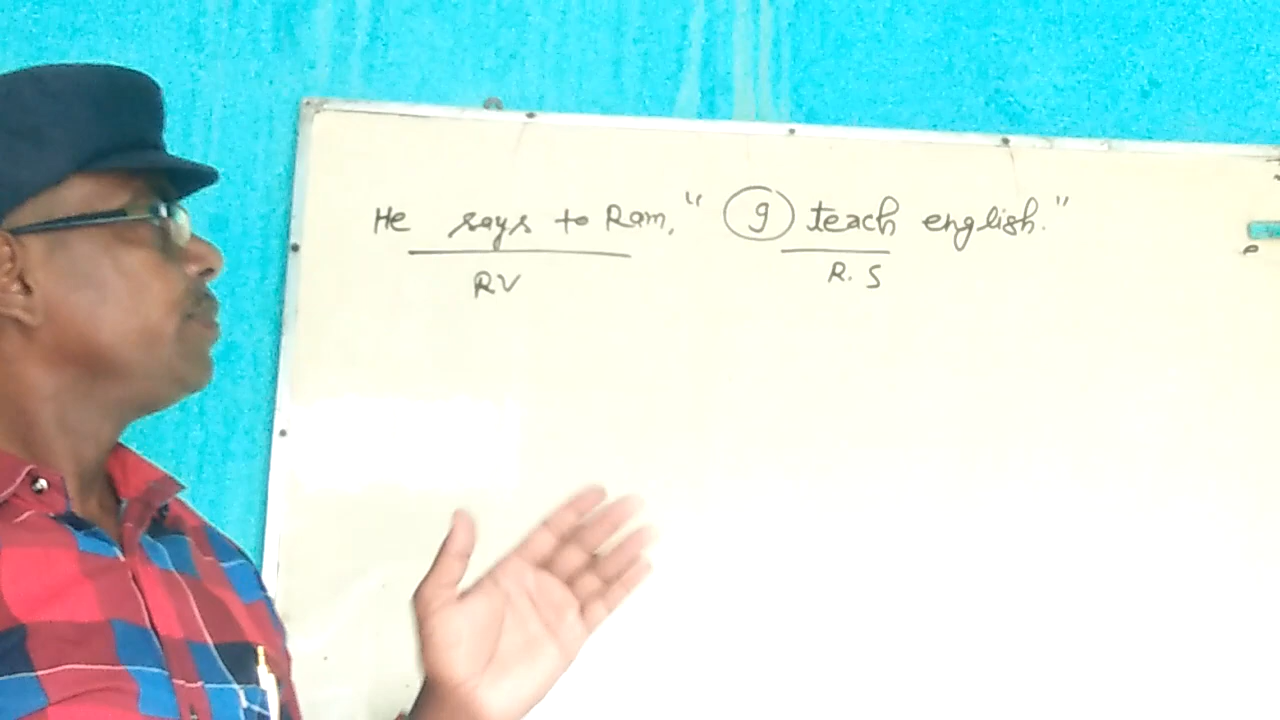 He says to Ram, " I teach english."
RV R.S